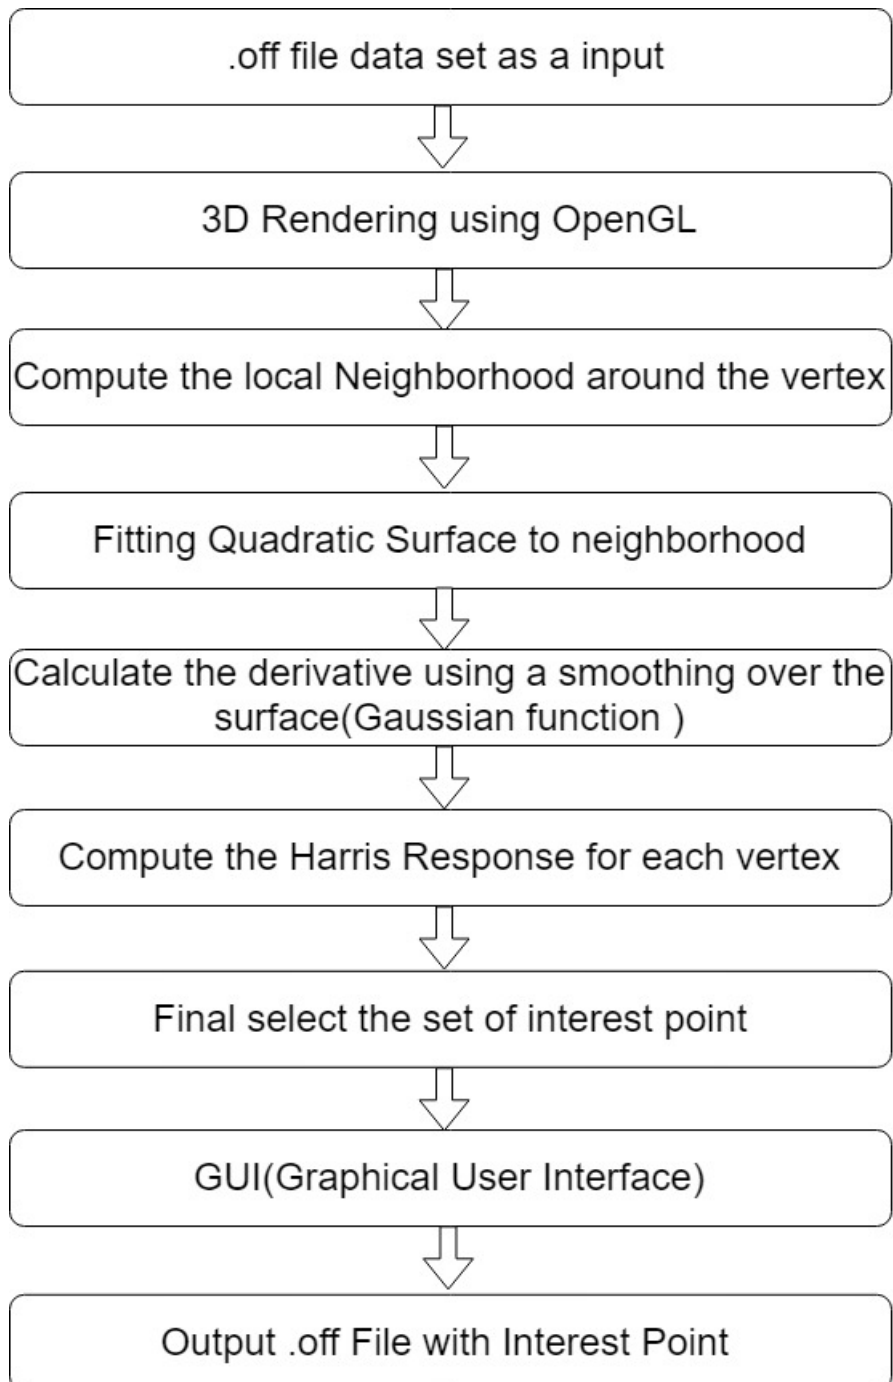 .off file data set as a input
3D Rendering using OpenGL
Compute the local Neighborhood around the vertex
Fitting Quadratic Surface to neighborhood
Calculate the derivative using a smoothing over the
surface(Gaussian function )
Compute the Harris Response for each vertex
Final select the set of interest point
GUI(Graphical User Interface)
Output .off File with Interest Point